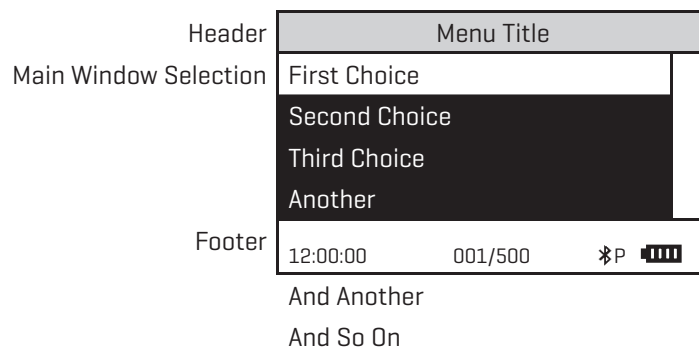 Header Menu Title
Main Window Selection First Choice
Second Choice
Third Choice
Another
Footer 12:00:00 001/500 P
And Another
And So On